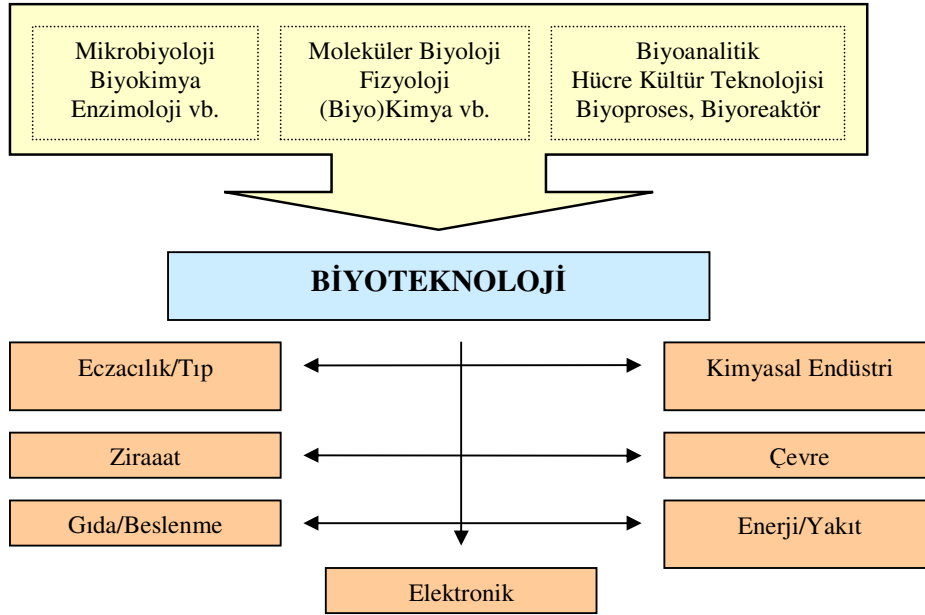 Mikrobiyoloji
Biyokimya
Enzimoloji vb.
Moleküler Biyoloji
Fizyoloji
(Biyo)Kimya vb.
Biyoanalitik
Hücre Kültür Teknolojisi
Biyoproses, Biyoreaktör
BİYOTEKNOLOJİ
Eczacılık/Tıp
Kimyasal Endüstri
Ziraaat
Çevre
Gıda/Beslenme
Enerji/Yakıt
Elektronik